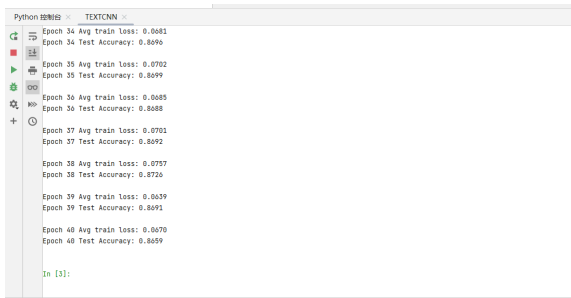 Python 控制台 × TEXTCNN ×
Epoch 34 Avg train loss: 0.0681
Epoch 34 Test Accuracy: 0.8696
Epoch 35 Avg train loss: 0.0702
Epoch 35 Test Accuracy: 0.8699
Epoch 36 Avg train loss: 0.0685
Epoch 36 Test Accuracy: 0.8688
Epoch 37 Avg train loss: 0.0701
Epoch 37 Test Accuracy: 0.8692
Epoch 38 Avg train loss: 0.0757
Epoch 38 Test Accuracy: 0.8726
Epoch 39 Avg train loss: 0.0639
Epoch 39 Test Accuracy: 0.8691
Epoch 40 Avg train loss: 0.0670
Epoch 40 Test Accuracy: 0.8659
In [3]: